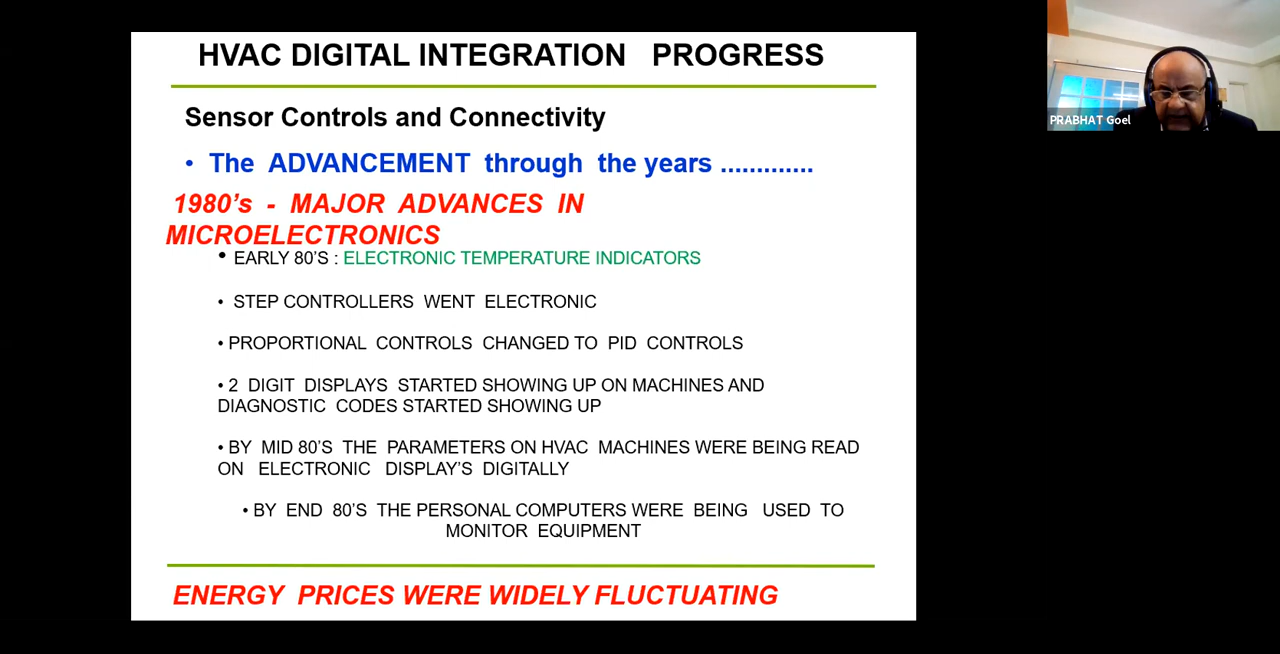 HVAC DIGITAL INTEGRATION PROGRESS
Sensor Controls and Connectivity
• The ADVANCEMENT through the years .............
1980’s - MAJOR ADVANCES IN
MICROELECTRONICS
• EARLY 80’S : ELECTRONIC TEMPERATURE INDICATORS
• STEP CONTROLLERS WENT ELECTRONIC
• PROPORTIONAL CONTROLS CHANGED TO PID CONTROLS
• 2 DIGIT DISPLAYS STARTED SHOWING UP ON MACHINES AND
DIAGNOSTIC CODES STARTED SHOWING UP
• BY MID 80’S THE PARAMETERS ON HVAC MACHINES WERE BEING READ
ON ELECTRONIC DISPLAY’S DIGITALLY
• BY END 80’S THE PERSONAL COMPUTERS WERE BEING USED TO
MONITOR EQUIPMENT
ENERGY PRICES WERE WIDELY FLUCTUATING
PRABHAT Goel